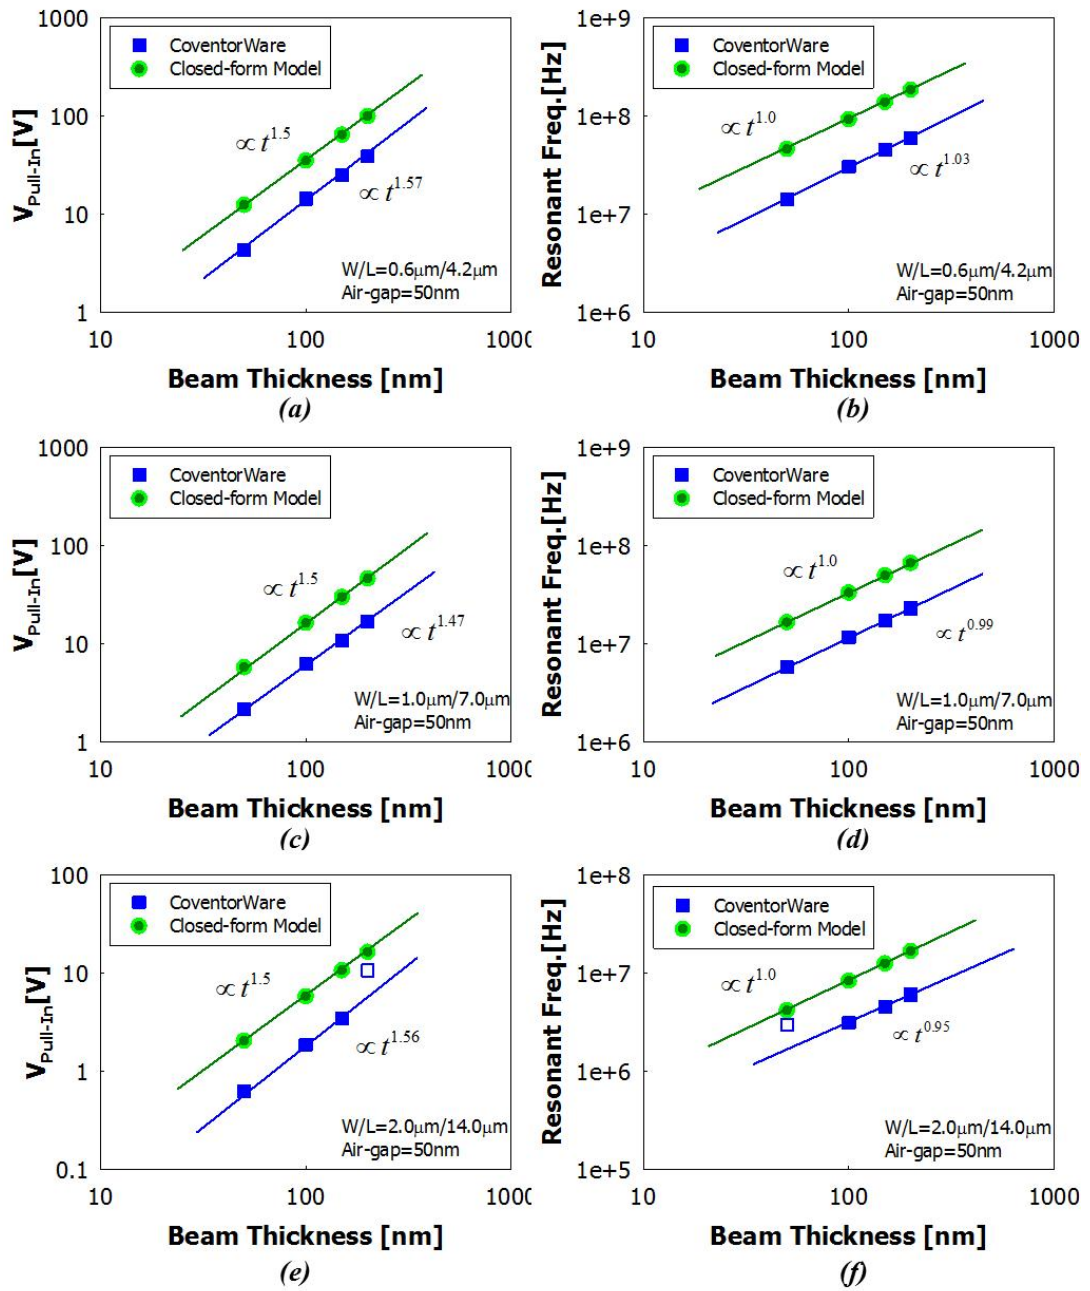 1000
100
10
1
V_Pull-In[V]
CoventorWare
Closed-form Model
∝ t^1.5
∝ t^1.57
W/L=0.6μm/4.2μm
Air-gap=50nm
10 100 1000
Beam Thickness [nm]
(a)
1e+9
1e+8
1e+7
1e+6
Resonant Freq.[Hz]
CoventorWare
Closed-form Model
∝ t^1.0
∝ t^1.03
W/L=0.6μm/4.2μm
Air-gap=50nm
10 100 1000
Beam Thickness [nm]
(b)
1000
100
10
1
V_Pull-In[V]
CoventorWare
Closed-form Model
∝ t^1.5
∝ t^1.47
W/L=1.0μm/7.0μm
Air-gap=50nm
10 100 1000
Beam Thickness [nm]
(c)
1e+9
1e+8
1e+7
1e+6
Resonant Freq.[Hz]
CoventorWare
Closed-form Model
∝ t^1.0
∝ t^0.99
W/L=1.0μm/7.0μm
Air-gap=50nm
10 100 1000
Beam Thickness [nm]
(d)
100
10
1
0.1
V_Pull-In[V]
CoventorWare
Closed-form Model
∝ t^1.5
∝ t^1.56
W/L=2.0μm/14.0μm
Air-gap=50nm
10 100 1000
Beam Thickness [nm]
(e)
1e+8
1e+7
1e+6
1e+5
Resonant Freq.[Hz]
CoventorWare
Closed-form Model
∝ t^1.0
∝ t^0.95
W/L=2.0μm/14.0μm
Air-gap=50nm
10 100 1000
Beam Thickness [nm]
(f)